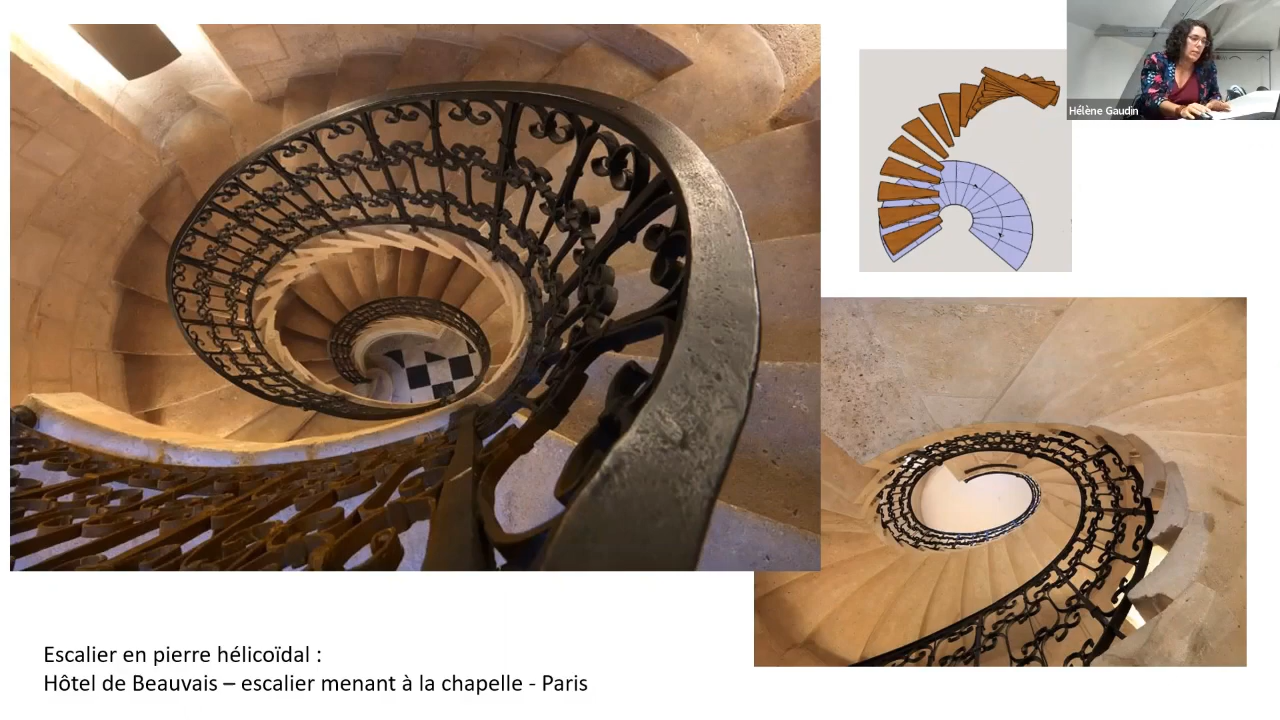 Hélène Gaudin
Escalier en pierre hélicoïdal :
Hôtel de Beauvais – escalier menant à la chapelle - Paris